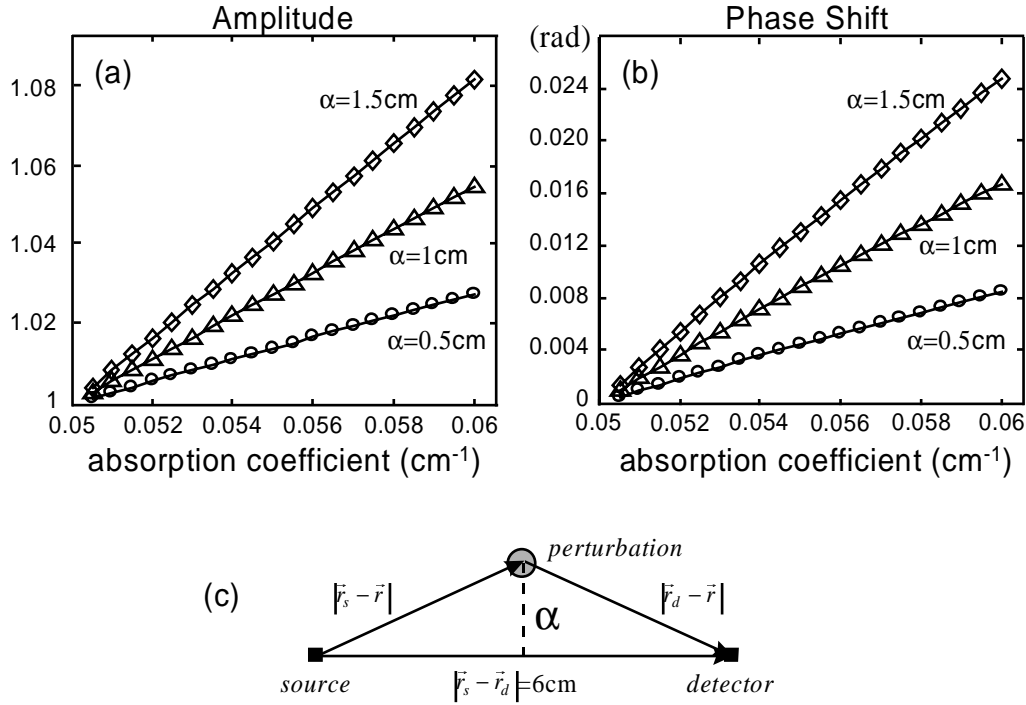 Amplitude
(a)
1.08
1.06
1.04
1.02
1
α=1.5cm
α=1cm
α=0.5cm
0.05 0.052 0.054 0.056 0.058 0.06
absorption coefficient (cm-1)
Phase Shift
(rad)
(b)
0.024
0.020
0.016
0.012
0.008
0.004
0
α=1.5cm
α=1cm
α=0.5cm
0.05 0.052 0.054 0.056 0.058 0.06
absorption coefficient (cm-1)
(c)
perturbation
|r⃗s − r⃗|
α
|r⃗d − r⃗|
source
|r⃗s − r⃗d|=6cm
detector